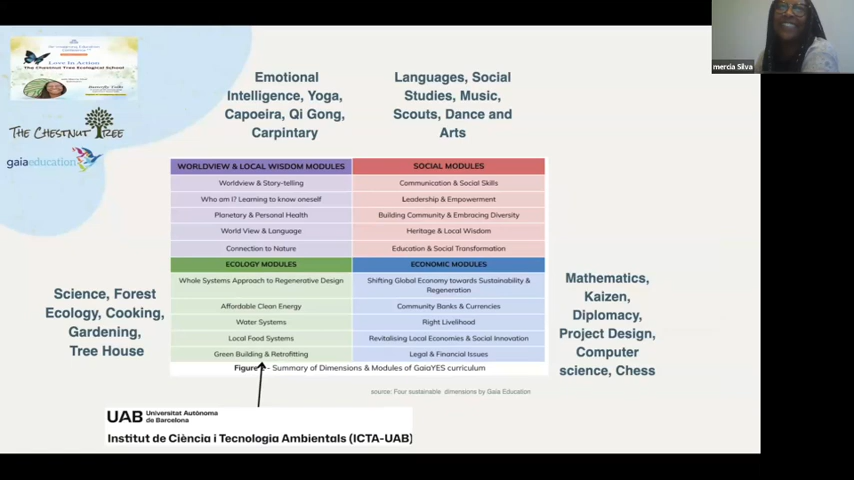 Love In Action
The Chestnut Tree Ecological School
Butterfly Talks
THE CHESTNUT TREE
gaiaeducation
mercia Silva
Emotional
Intelligence, Yoga,
Capoeira, Qi Gong,
Carpintary
Languages, Social
Studies, Music,
Scouts, Dance and
Arts
WORLDVIEW & LOCAL WISDOM MODULES
Worldview & Story-telling
Who am I? Learning to know oneself
Planetary & Personal Health
World View & Language
Connection to Nature
SOCIAL MODULES
Communication & Social Skills
Leadership & Empowerment
Building Community & Embracing Diversity
Heritage & Local Wisdom
Education & Social Transformation
Science, Forest
Ecology, Cooking,
Gardening,
Tree House
ECOLOGY MODULES
Whole Systems Approach to Regenerative Design
Affordable Clean Energy
Water Systems
Local Food Systems
Green Building & Retrofitting
ECONOMIC MODULES
Shifting Global Economy towards Sustainability &
Regeneration
Community Banks & Currencies
Right Livelihood
Revitalising Local Economies & Social Innovation
Legal & Financial Issues
Mathematics,
Kaizen,
Diplomacy,
Project Design,
Computer
science, Chess
Figure - Summary of Dimensions & Modules of GaiaYES curriculum
source: Four sustainable dimensions by Gaia Education
UAB Universitat Autònoma
de Barcelona
Institut de Ciència i Tecnologia Ambientals (ICTA-UAB)